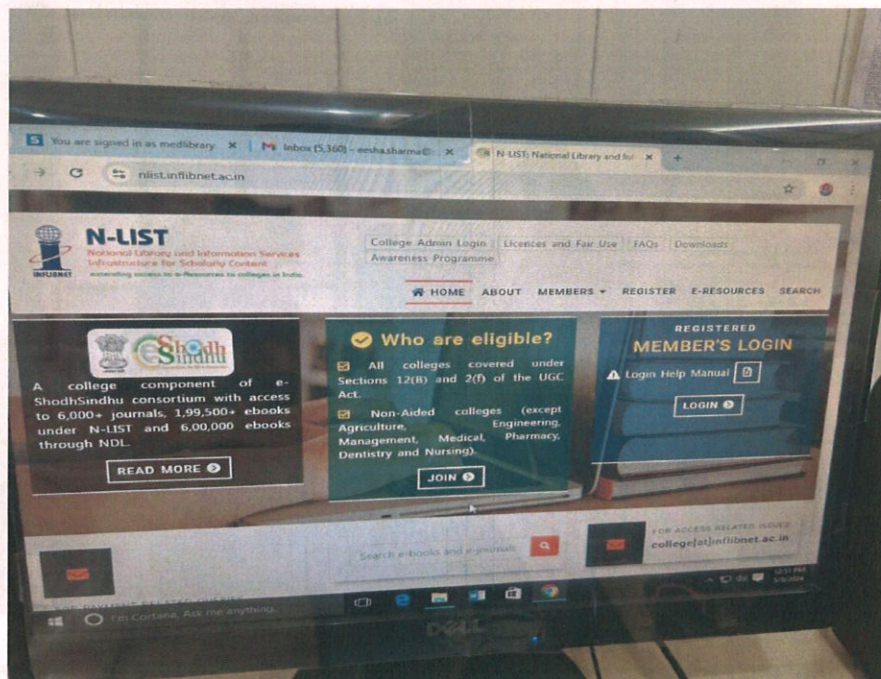 You are signed in as medlibrary
Inbox (5,360) - eesha.sharma@
N-LIST: National Library and Inf
nlist.inflibnet.ac.in
INFLIBNET
N-LIST
National Library and Information Services
Infrastructure for Scholarly Content
extending access to e-Resources to colleges in India
College Admin Login
Licences and Fair Use
FAQs
Downloads
Awareness Programme
HOME
ABOUT
MEMBERS
REGISTER
E-RESOURCES
SEARCH
e Shodh
Sindhu
A college component of e-
ShodhSindhu consortium with access
to 6,000+ journals, 1,99,500+ ebooks
under N-LIST and 6,00,000 ebooks
through NDL.
READ MORE
Who are eligible?
All colleges covered under
Sections 12(B) and 2(f) of the UGC
Act.
Non-Aided colleges (except
Agriculture, Engineering,
Management, Medical, Pharmacy,
Dentistry and Nursing).
JOIN
REGISTERED
MEMBER'S LOGIN
Login Help Manual
LOGIN
Search e-books and e-journals
FOR ACCESS RELATED ISSUES
college[at]inflibnet.ac.in
I'm Cortana. Ask me anything.
12:51 PM
DELL